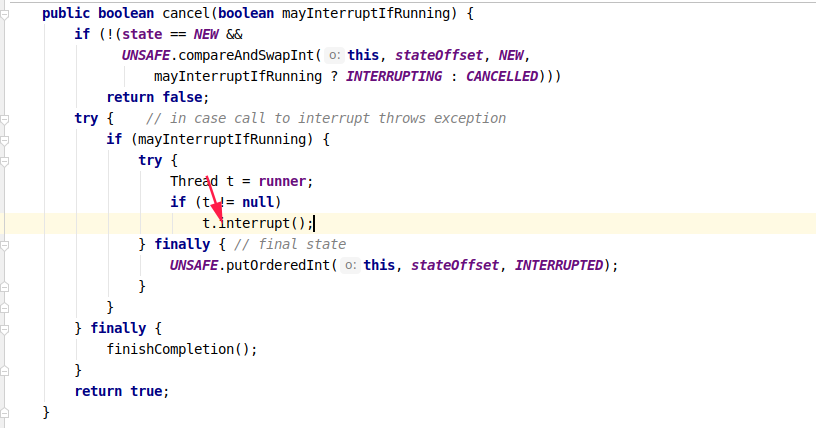 public boolean cancel(boolean mayInterruptIfRunning) {
if (!(state == NEW &&
UNSAFE.compareAndSwapInt( o: this, stateOffset, NEW,
mayInterruptIfRunning ? INTERRUPTING : CANCELLED)))
return false;
try { // in case call to interrupt throws exception
if (mayInterruptIfRunning) {
try {
Thread t = runner;
if (t != null)
t.interrupt();
} finally { // final state
UNSAFE.putOrderedInt( o: this, stateOffset, INTERRUPTED);
}
}
} finally {
finishCompletion();
}
return true;
}